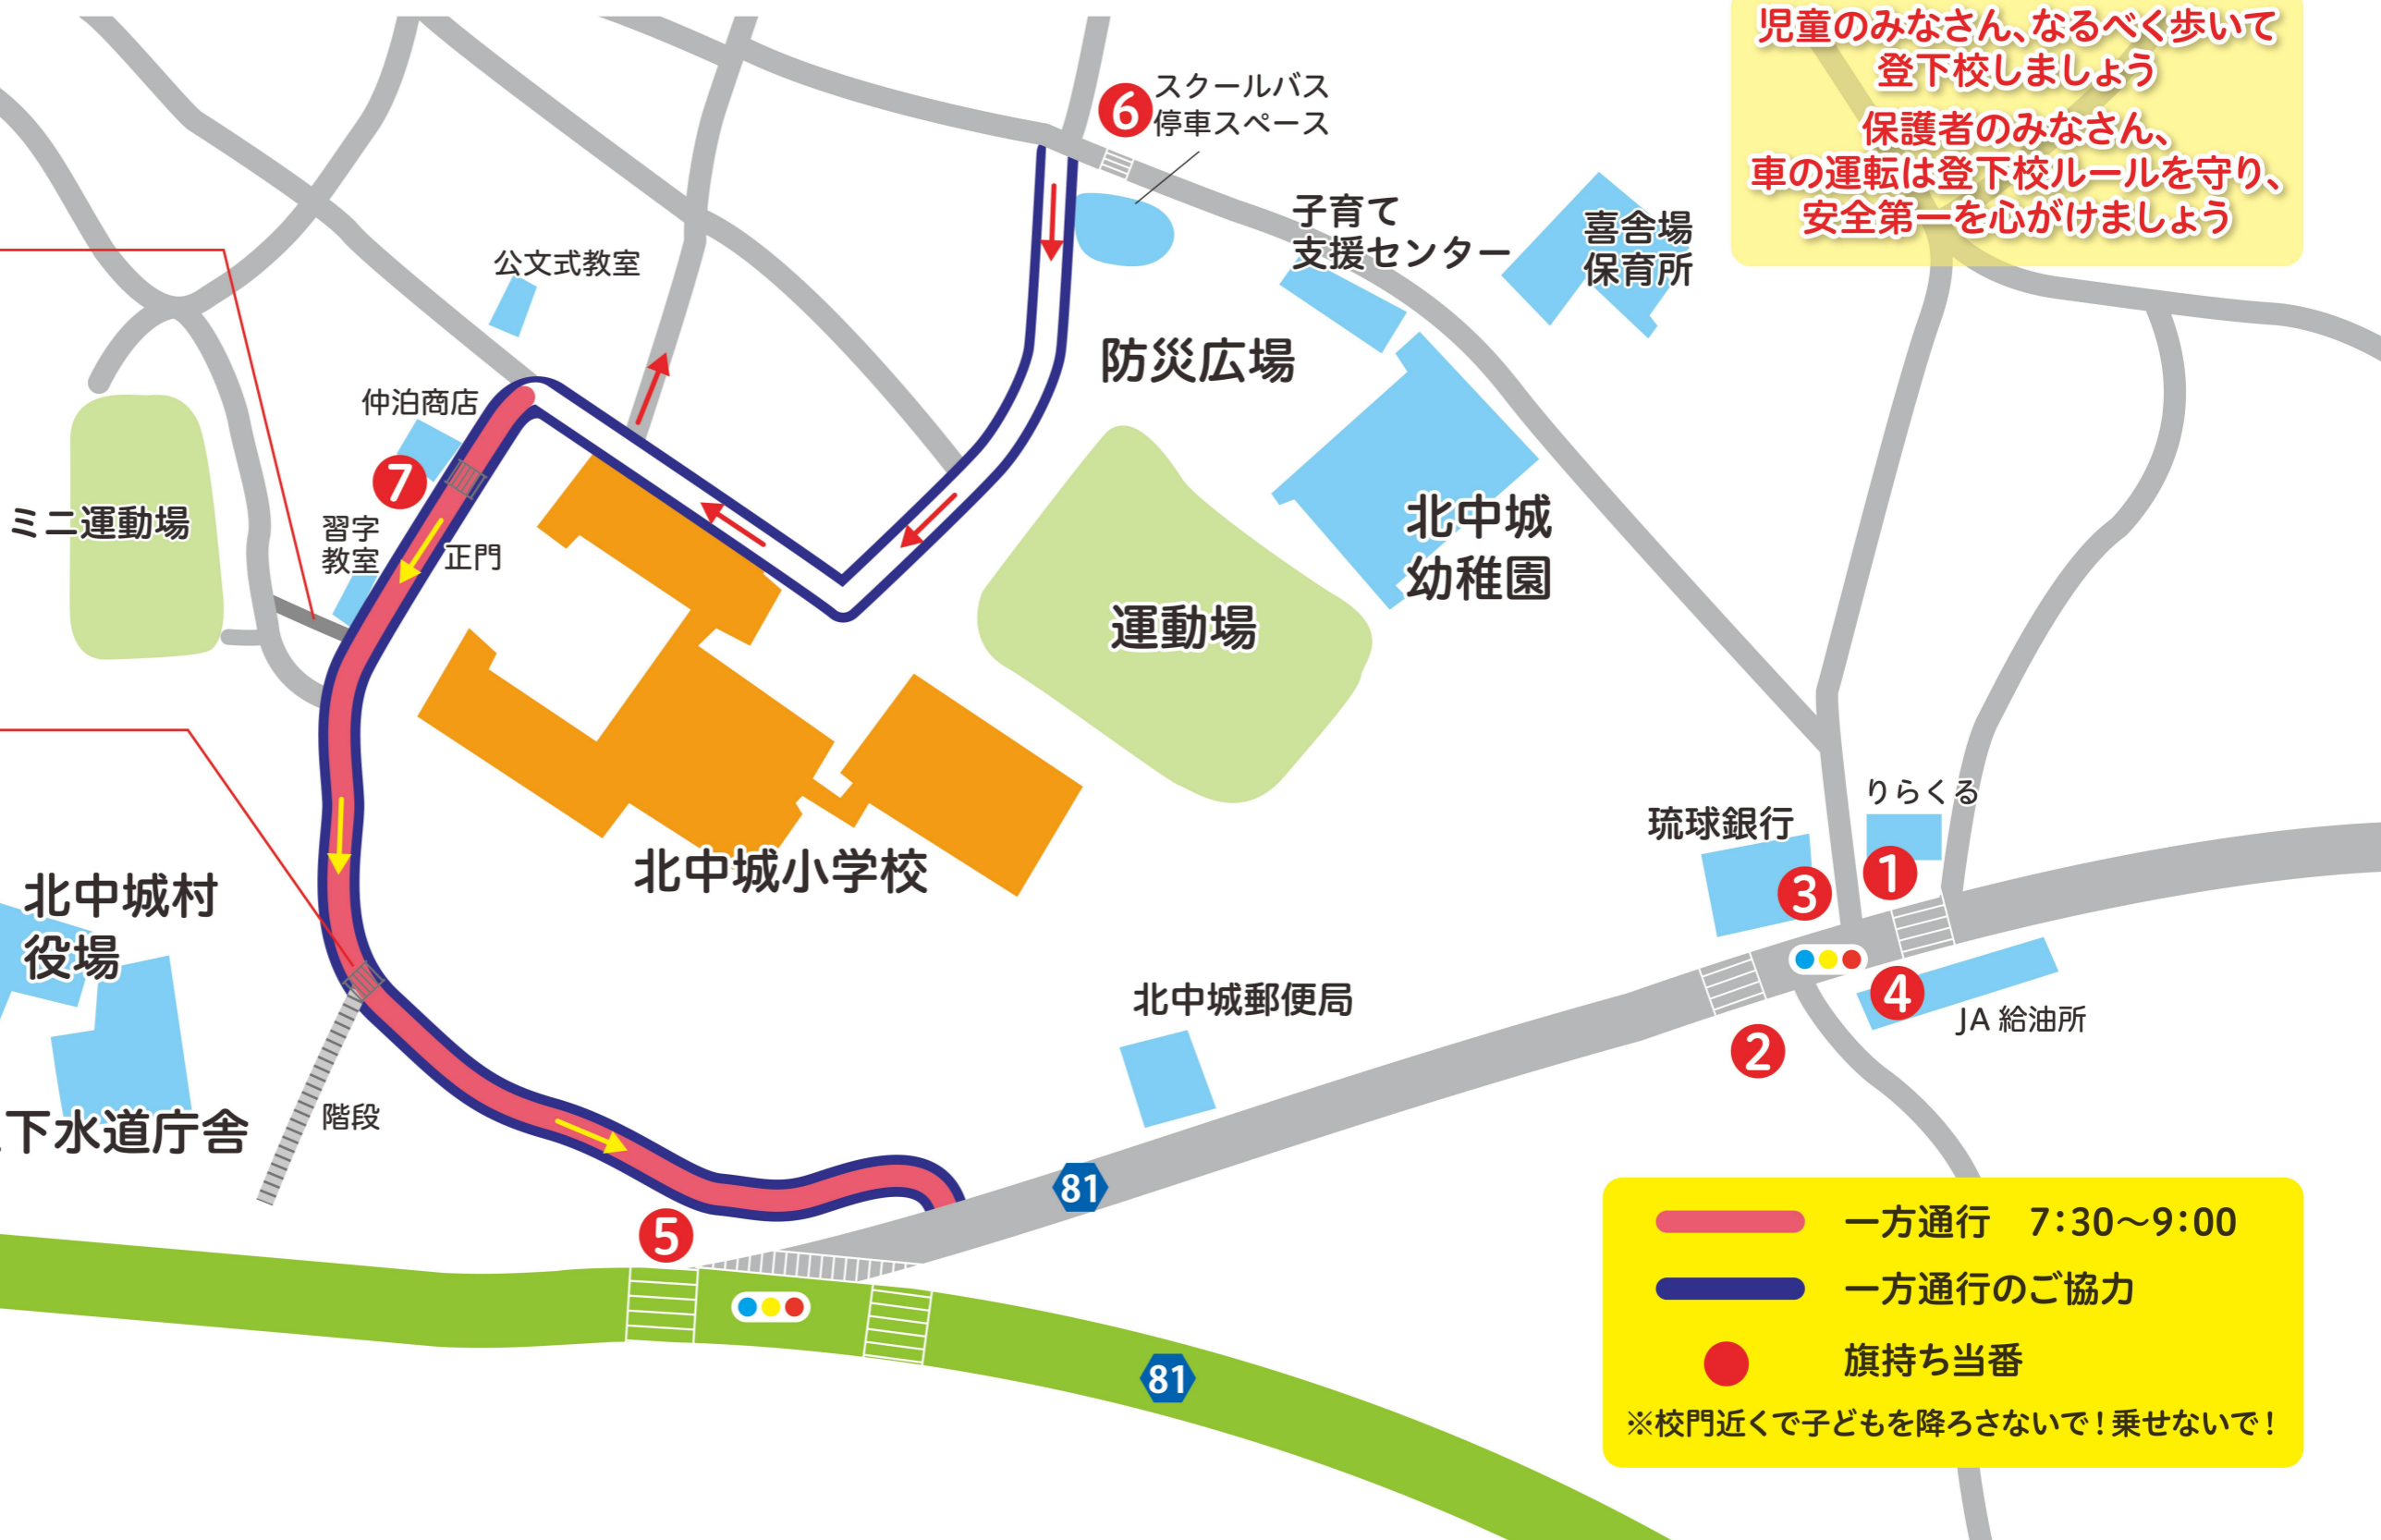 児童のみなさん、なるべく歩いて
登下校しましょう
保護者のみなさん、
車の運転は登下校ルールを守り、
安全第一を心がけましょう
6
スクールバス
停車スペース
子育て
支援センター
喜舎場
保育所
公文式教室
防災広場
仲泊商店
7
ミニ運動場
習字
教室
正門
北中城
幼稚園
運動場
りらくる
琉球銀行
1
3
北中城小学校
北中城村
役場
4
北中城郵便局
JA 給油所
2
階段
下水道庁舎
81
5
81
一方通行 7:30〜9:00
一方通行のご協力
旗持ち当番
※校門近くで子どもを降ろさないで!乗せないで!